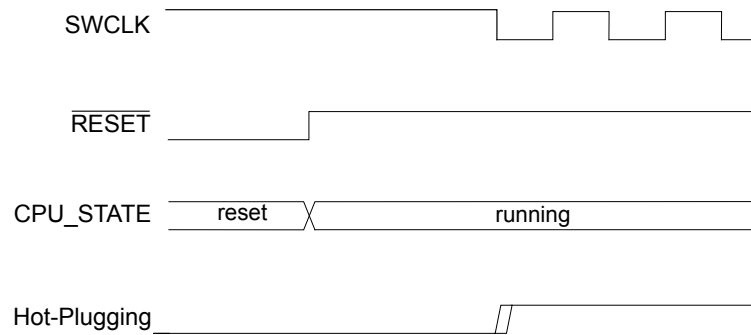 SWCLK
RESET
CPU_STATE reset running
Hot-Plugging